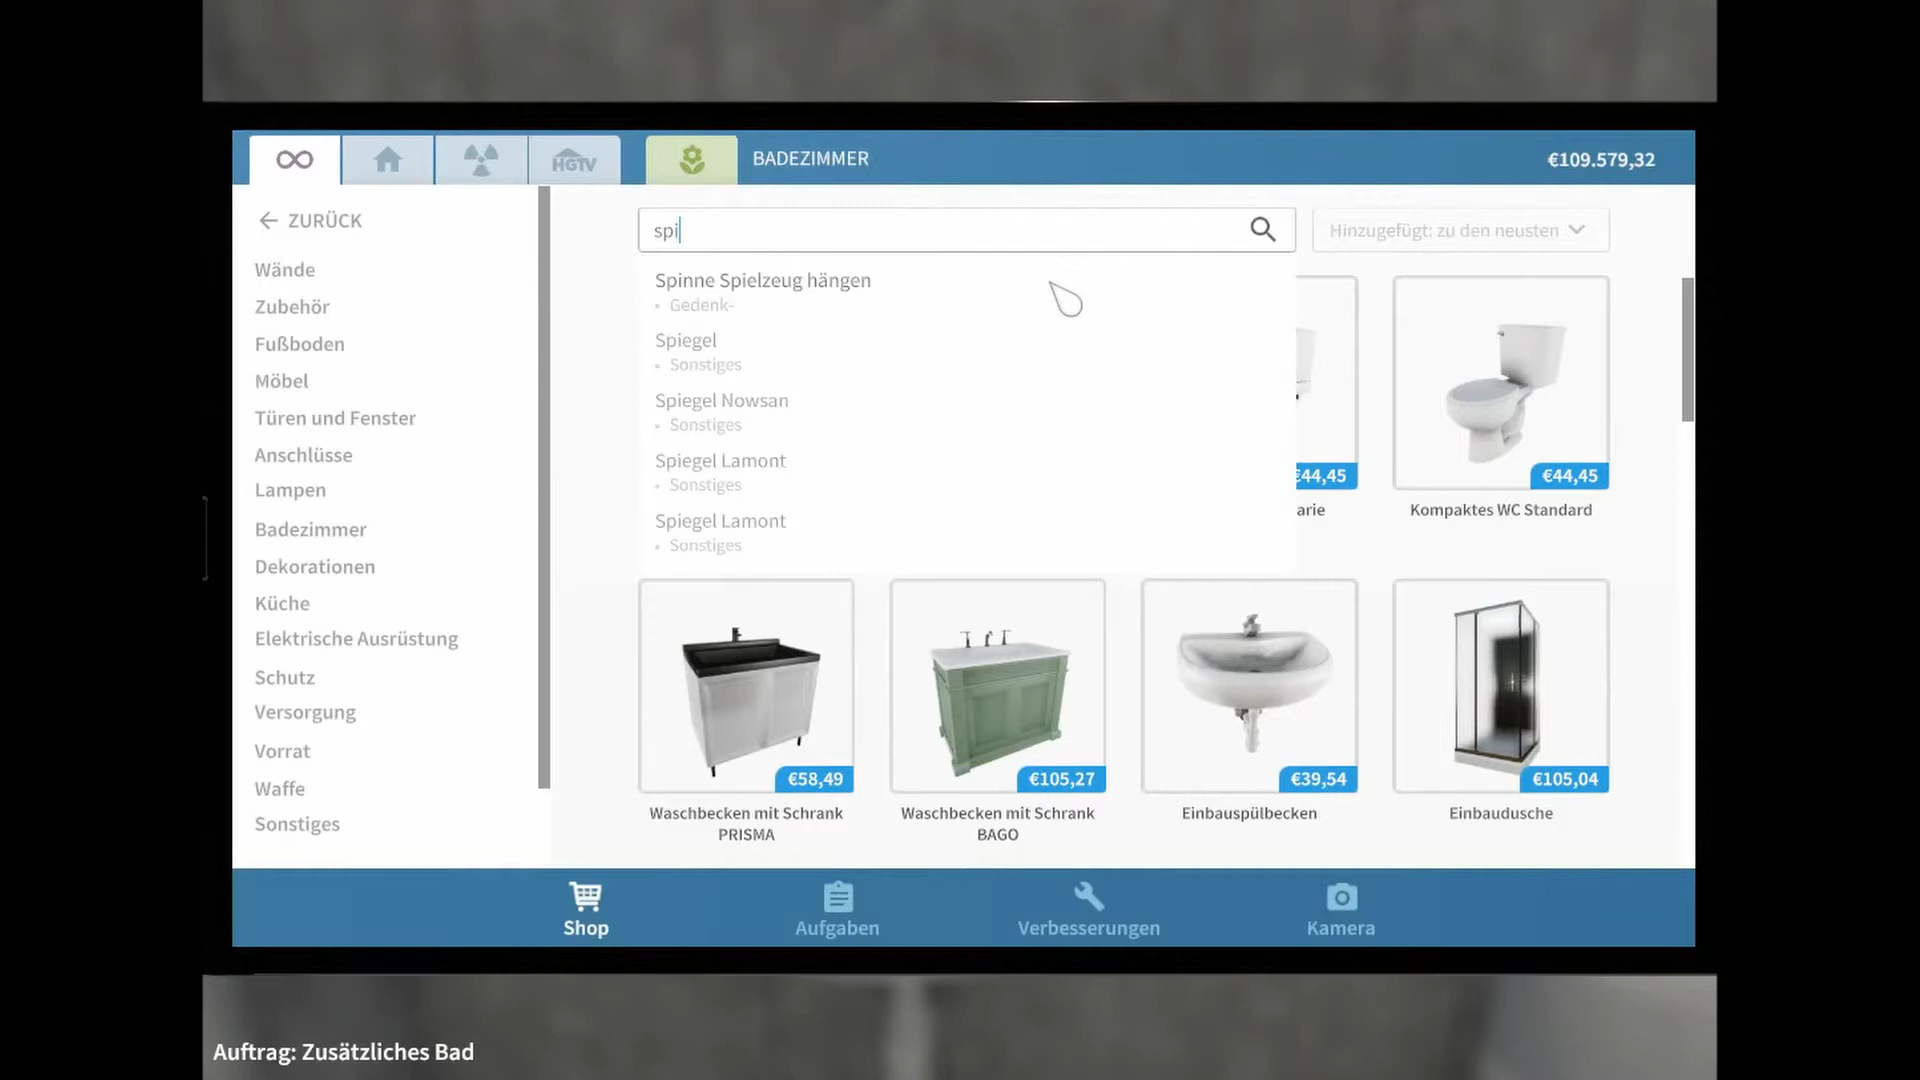 HGTV
BADEZIMMER
€109.579,32
ZURÜCK
Wände
Zubehör
Fußboden
Möbel
Türen und Fenster
Anschlüsse
Lampen
Badezimmer
Dekorationen
Küche
Elektrische Ausrüstung
Schutz
Versorgung
Vorrat
Waffe
Sonstiges
spi
Hinzugefügt: zu den neusten
Spinne Spielzeug hängen
Gedenk-
Spiegel
Sonstiges
Spiegel Nowsan
Sonstiges
Spiegel Lamont
Sonstiges
Spiegel Lamont
Sonstiges
€44,45
arie
€44,45
Kompaktes WC Standard
€58,49
Waschbecken mit Schrank
PRISMA
€105,27
Waschbecken mit Schrank
BAGO
€39,54
Einbauspülbecken
€105,04
Einbaudusche
Shop
Aufgaben
Verbesserungen
Kamera
Auftrag: Zusätzliches Bad